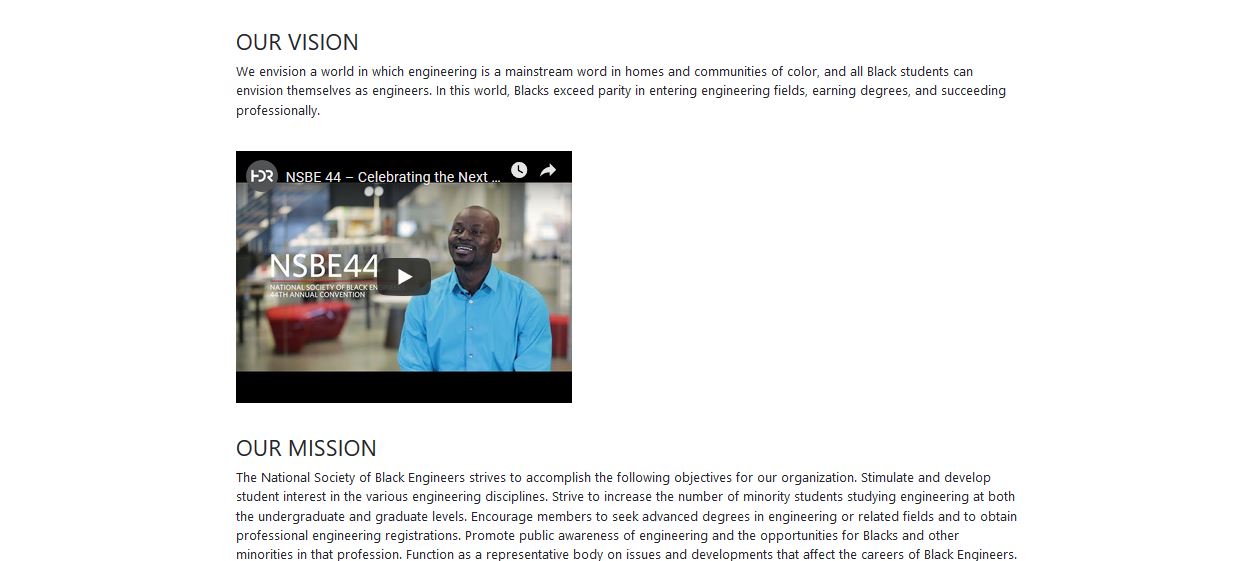 OUR VISION
We envision a world in which engineering is a mainstream word in homes and communities of color, and all Black students can
envision themselves as engineers. In this world, Blacks exceed parity in entering engineering fields, earning degrees, and succeeding
professionally.
HDR
NSBE 44 – Celebrating the Next ...
NSBE44
NATIONAL SOCIETY OF BLACK EN
44TH ANNUAL CONVENTION
OUR MISSION
The National Society of Black Engineers strives to accomplish the following objectives for our organization. Stimulate and develop
student interest in the various engineering disciplines. Strive to increase the number of minority students studying engineering at both
the undergraduate and graduate levels. Encourage members to seek advanced degrees in engineering or related fields and to obtain
professional engineering registrations. Promote public awareness of engineering and the opportunities for Blacks and other
minorities in that profession. Function as a representative body on issues and developments that affect the careers of Black Engineers.